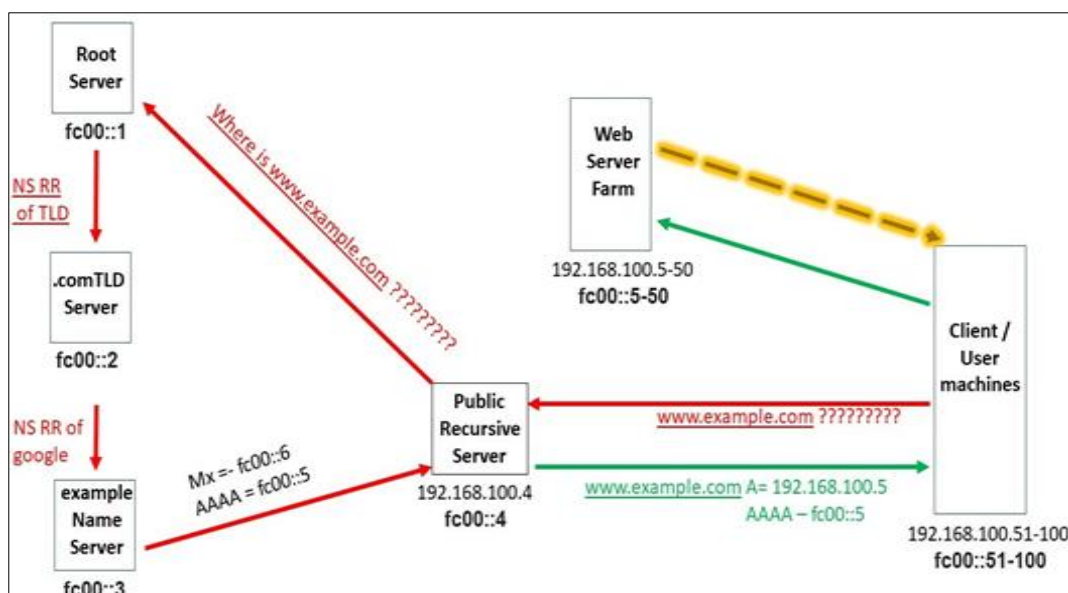 Root
Server
fc00::1
NS RR
of TLD
.comTLD
Server
fc00::2
NS RR of
google
example
Name
Server
fc00::3
Where is www.example.com ?????????
Mx =- fc00::6
AAAA = fc00::5
Public
Recursive
Server
192.168.100.4
fc00::4
Web
Server
Farm
192.168.100.5-50
fc00::5-50
www.example.com ?????????
www.example.com A= 192.168.100.5
AAAA – fc00::5
Client /
User
machines
192.168.100.51-100
fc00::51-100